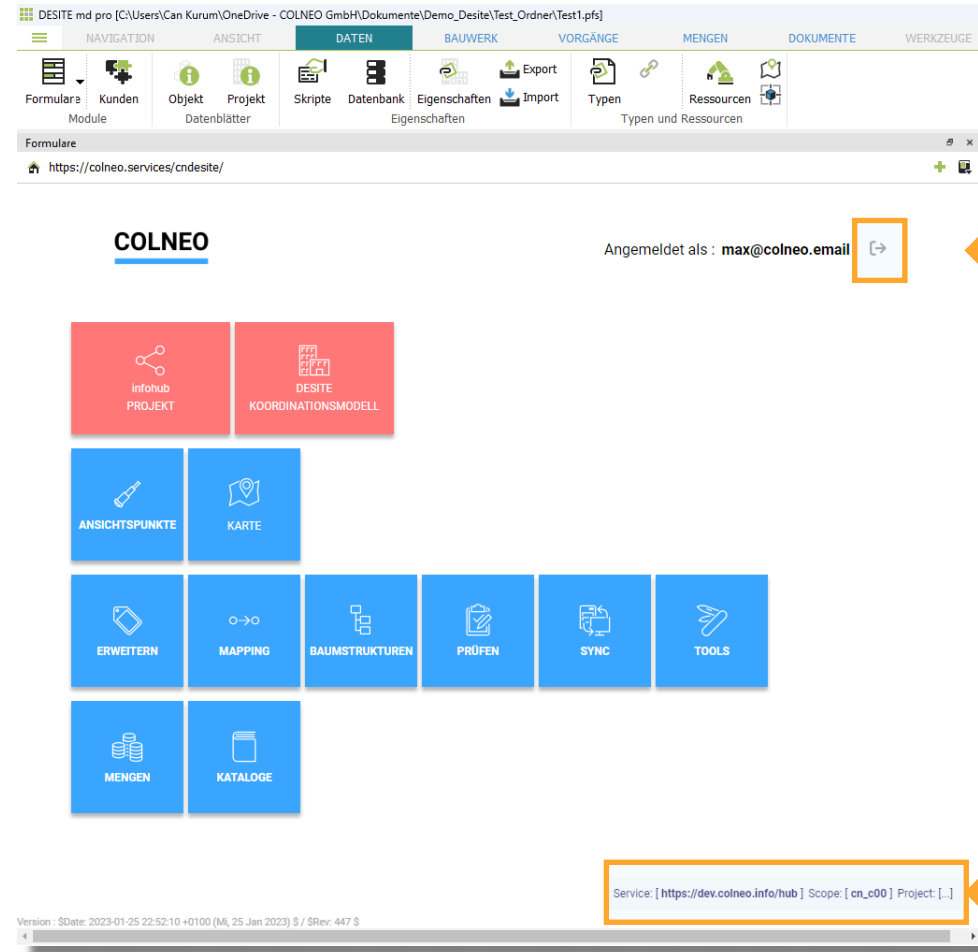 DESITE md pro [C:\Users\Can Kurum\OneDrive - COLNEO GmbH\Dokumente\Demo_Desite\Test_Ordner\Test1.pfs]
NAVIGATION ANSICHT DATEN BAUWERK VORGÄNGE MENGEN DOKUMENTE WERKZEUGE
Export
Import
Formulare Kunden Objekt Projekt Skripte Datenbank Eigenschaften Typen Ressourcen
Module Datenblätter Eigenschaften Typen und Ressourcen
Formulare
https://colneo.services/cndesite/
COLNEO
Angemeldet als : max@colneo.email
infohub
PROJEKT
DESITE
KOORDINATIONSMODELL
ANSICHTSPUNKTE KARTE
ERWEITERN MAPPING BAUMSTRUKTUREN PRÜFEN SYNC TOOLS
MENGEN KATALOGE
Service: [ https://dev.colneo.info/hub ] Scope: [ cn_c00 ] Project: [...]
Version : $Date: 2023-01-25 22:52:10 +0100 (Mi, 25 Jan 2023) $ / $Rev: 447 $